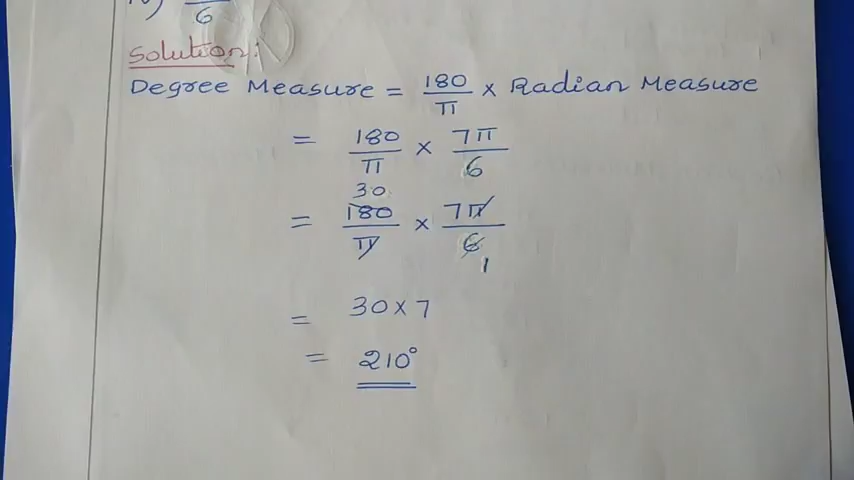 6
Solution:
Degree Measure = 180/π × Radian Measure
= 180/π × 7π/6
30
= 180/π × 7π/6
1
= 30 × 7
= 210°